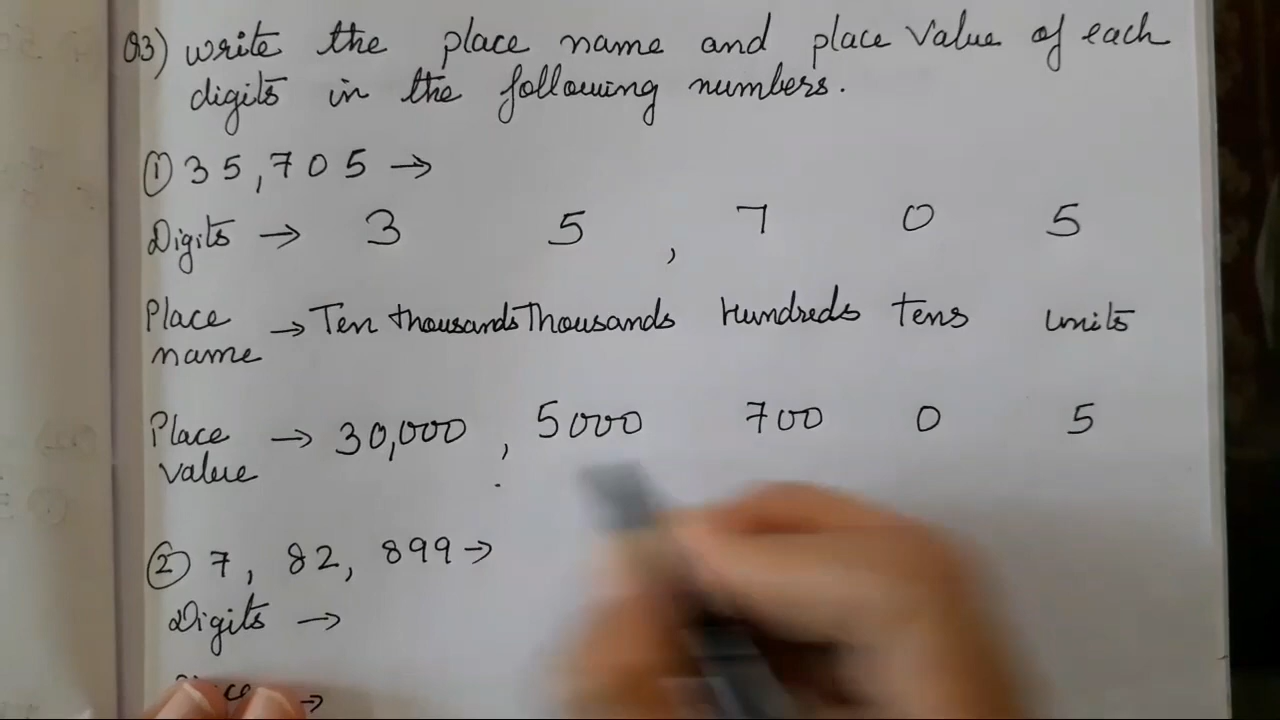 Q3) Write the place name and place value of each
digits in the following numbers.
① 35,705 →
Digits → 3 5 , 7 0 5
Place
name → Ten thousands Thousands Hundreds Tens Units
Place
value → 30,000 , 5000 700 0 5
② 7, 82, 899 →
Digits →
→